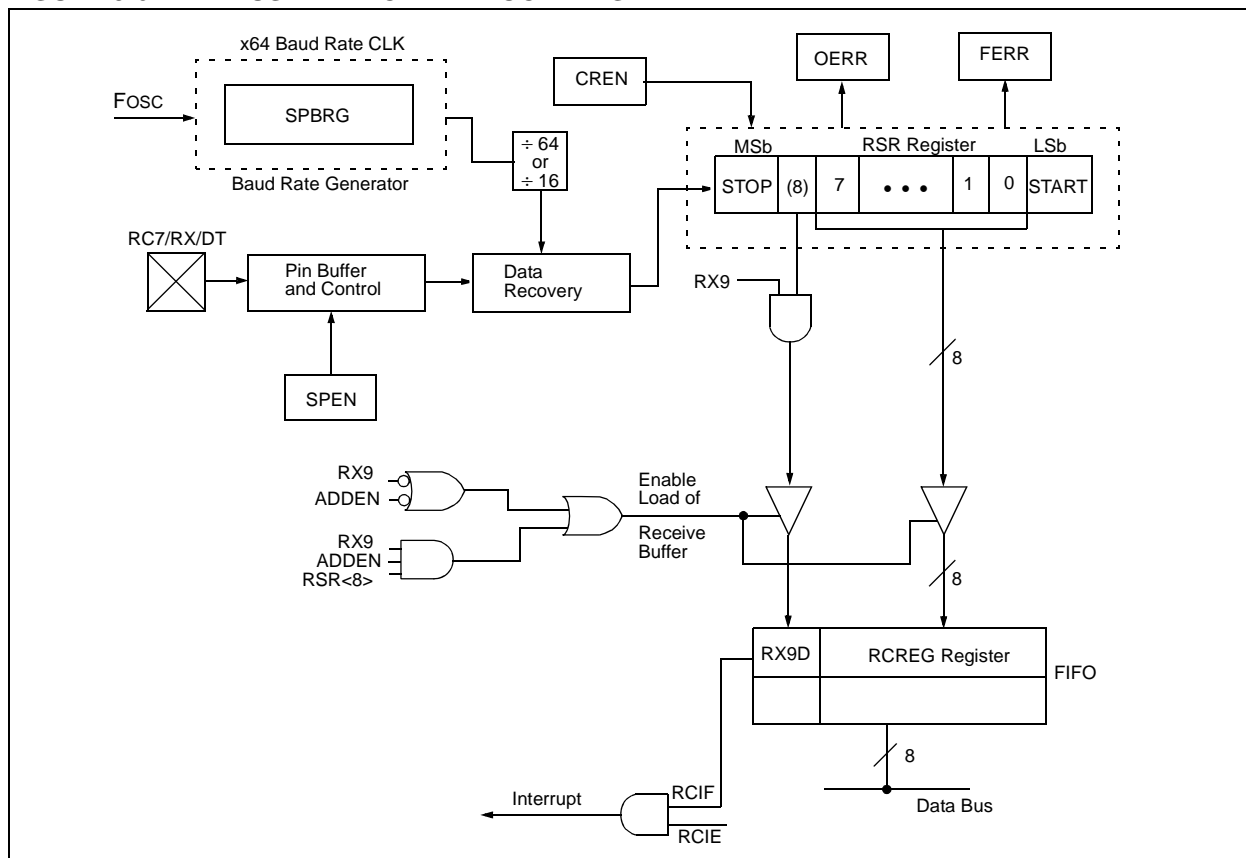 x64 Baud Rate CLK
FOSC
SPBRG
Baud Rate Generator
÷ 64
or
÷ 16
CREN
OERR
FERR
MSb
RSR Register
LSb
STOP (8) 7 • • • 1 0 START
RC7/RX/DT
Pin Buffer
and Control
Data
Recovery
SPEN
RX9
8
RX9
ADDEN
RX9
ADDEN
RSR<8>
Enable
Load of
Receive
Buffer
8
RX9D
RCREG Register
FIFO
8
Data Bus
Interrupt
RCIF
RCIE